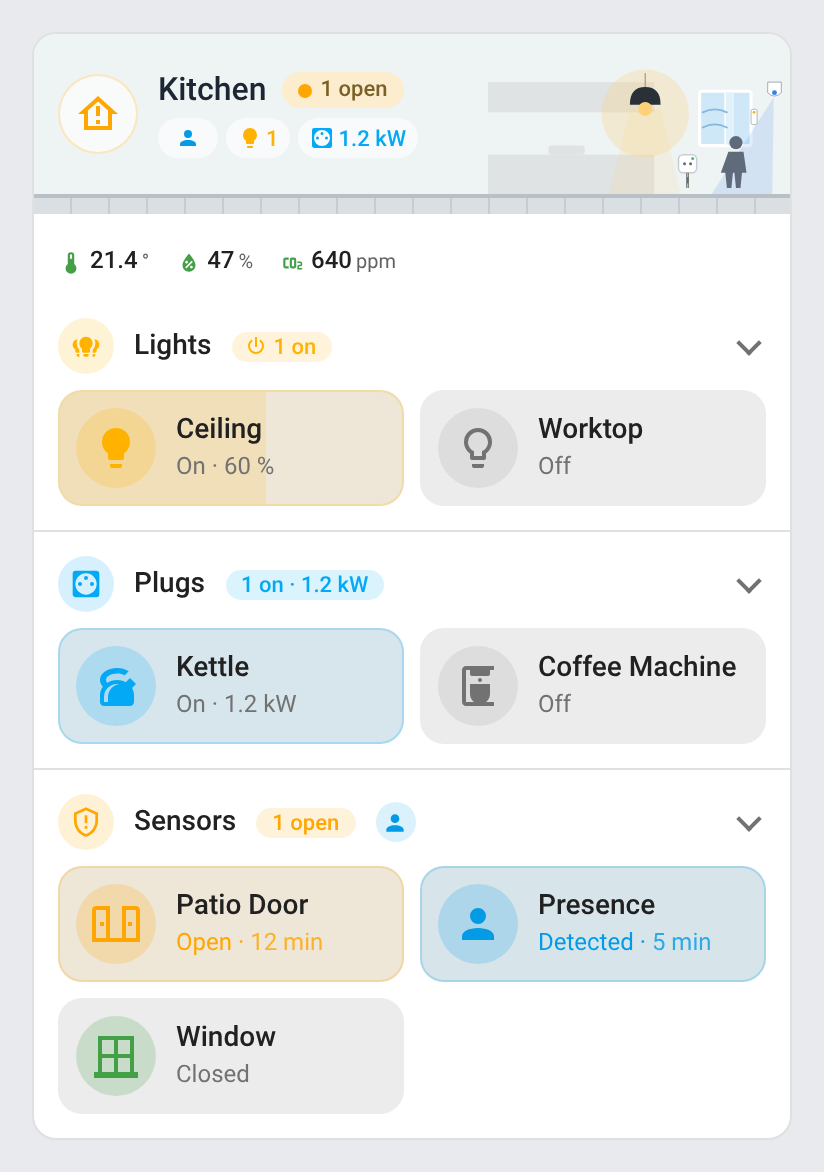 Kitchen 1 open
1 1.2 kW
21.4 ° 47 % CO₂ 640 ppm
Lights 1 on
Ceiling
On · 60 %
Worktop
Off
Plugs 1 on · 1.2 kW
Kettle
On · 1.2 kW
Coffee Machine
Off
Sensors 1 open
Patio Door
Open · 12 min
Presence
Detected · 5 min
Window
Closed